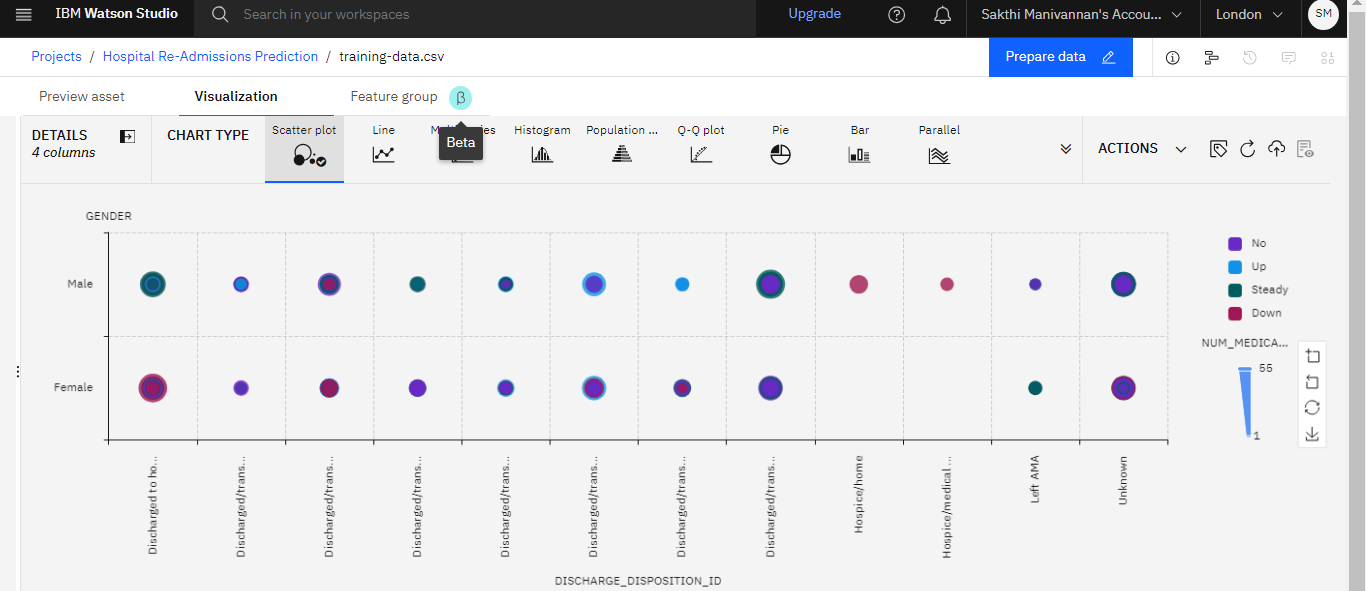 IBM Watson Studio
Search in your workspaces
Upgrade
Sakthi Manivannan's Accou...
London
SM
Projects / Hospital Re-Admissions Prediction / training-data.csv
Prepare data
Preview asset
Visualization
Feature group
β
Beta
DETAILS
4 columns
CHART TYPE
Scatter plot
Line
Histogram
Population ...
Q-Q plot
Pie
Bar
Parallel
ACTIONS
GENDER
Male
Female
No
Up
Steady
Down
NUM_MEDICA...
55
1
Discharged to ho...
Discharged/trans...
Discharged/trans...
Discharged/trans...
Discharged/trans...
Discharged/trans...
Discharged/trans...
Discharged/trans...
Hospice/home
Hospice/medical ...
Left AMA
Unknown
DISCHARGE_DISPOSITION_ID